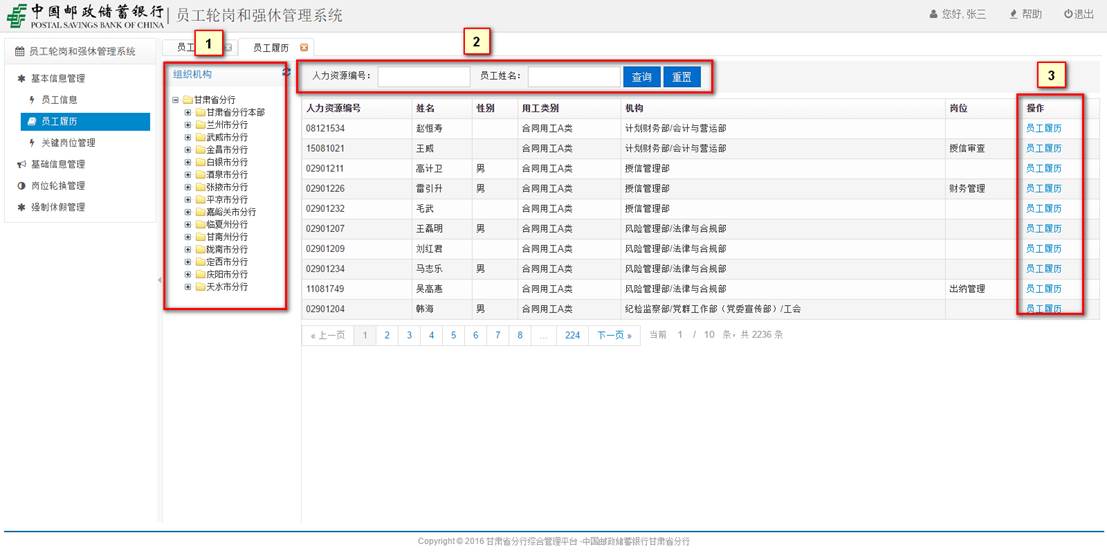 中国邮政储蓄银行 员工轮岗和强休管理系统 您好, 张三 帮助 退出
POSTAL SAVINGS BANK OF CHINA
员工轮岗和强休管理系统
基本信息管理
员工信息
员工履历
关键岗位管理
基础信息管理
岗位轮换管理
强制休假管理
员工 员工履历
1
2
3
组织机构
甘肃省分行
甘肃省分行本部
兰州市分行
武威市分行
金昌市分行
白银市分行
酒泉市分行
张掖市分行
平凉市分行
嘉峪关市分行
临夏州分行
甘南州分行
陇南市分行
定西市分行
庆阳市分行
天水市分行
人力资源编号： 员工姓名： 查询 重置
人力资源编号 姓名 性别 用工类别 机构 岗位 操作
08121534 赵恒寿 合同用工A类 计划财务部/会计与营运部 员工履历
15081021 王威 合同用工A类 计划财务部/会计与营运部 授信审查 员工履历
02901211 高计卫 男 合同用工A类 授信管理部 员工履历
02901226 雷引升 男 合同用工A类 授信管理部 财务管理 员工履历
02901232 毛武 合同用工A类 授信管理部 员工履历
02901207 王磊明 男 合同用工A类 风险管理部/法律与合规部 员工履历
02901209 刘红君 合同用工A类 风险管理部/法律与合规部 员工履历
02901234 马志乐 男 合同用工A类 风险管理部/法律与合规部 员工履历
11081749 吴高惠 合同用工A类 风险管理部/法律与合规部 出纳管理 员工履历
02901204 韩海 男 合同用工A类 纪检监察部/党群工作部（党委宣传部）/工会 员工履历
« 上一页 1 2 3 4 5 6 7 8 ... 224 下一页 » 当前 1 / 10 条，共 2236 条
Copyright © 2016 甘肃省分行综合管理平台 -中国邮政储蓄银行甘肃省分行